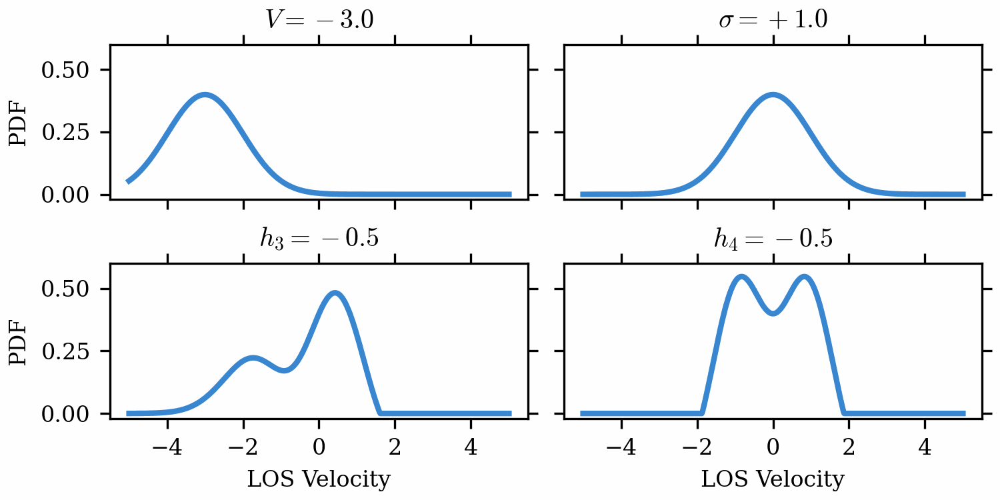 V = − 3.0
σ = + 1.0
PDF
0.50
0.25
0.00
h₃ = − 0.5
h₄ = − 0.5
PDF
0.50
0.25
0.00
−4 −2 0 2 4
−4 −2 0 2 4
LOS Velocity
LOS Velocity